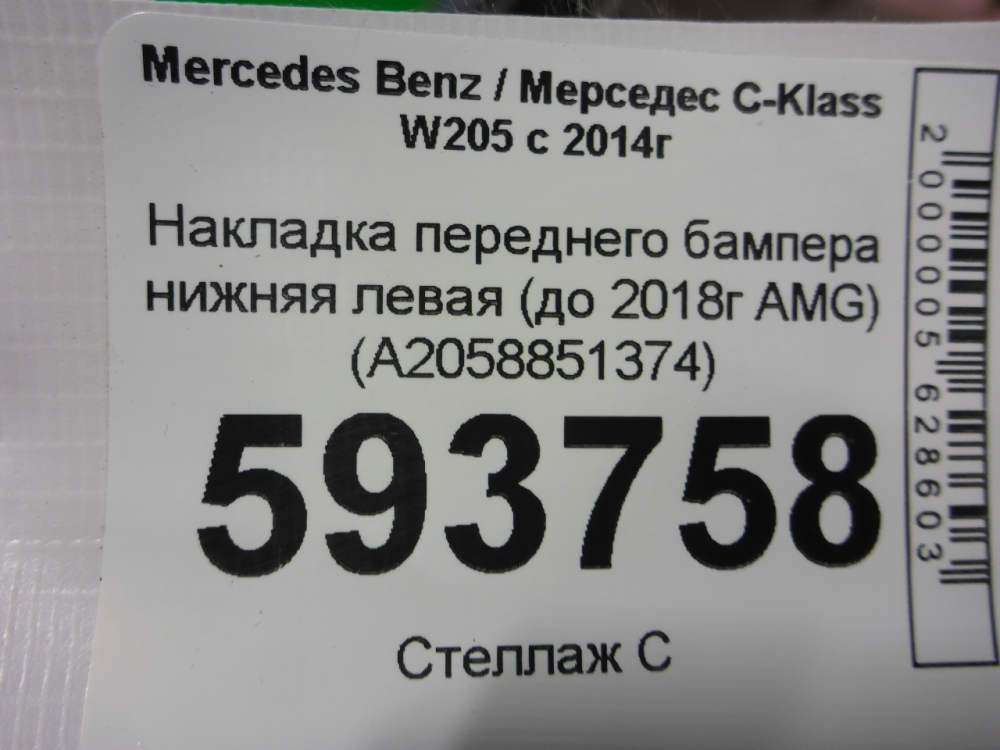 Mercedes Benz / Мерседес C-Klass
W205 с 2014г
Накладка переднего бампера
нижняя левая (до 2018г AMG)
(A2058851374)
593758
Стеллаж С
2000005628603